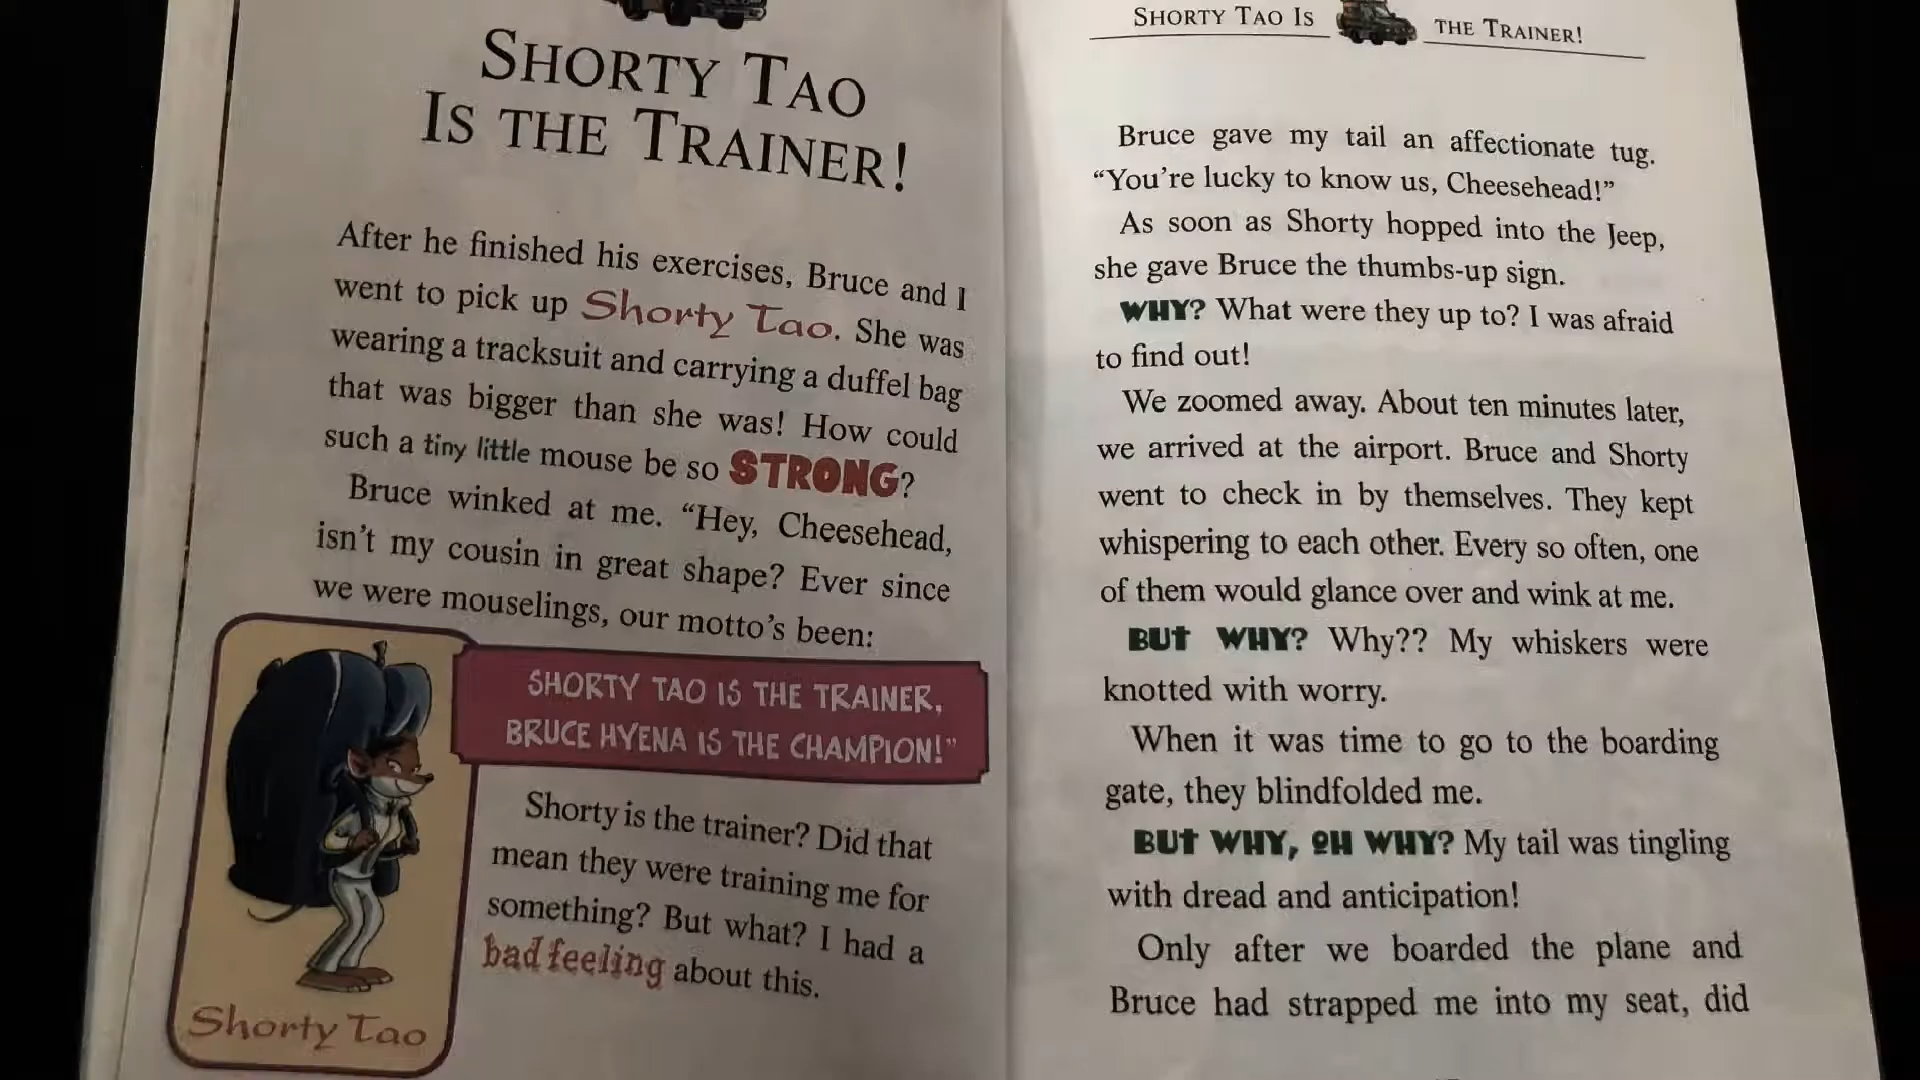 SHORTY TAO
IS THE TRAINER!
After he finished his exercises, Bruce and I
went to pick up Shorty Tao. She was
wearing a tracksuit and carrying a duffel bag
that was bigger than she was! How could
such a tiny little mouse be so STRONG?
Bruce winked at me. “Hey, Cheesehead,
isn’t my cousin in great shape? Ever since
we were mouselings, our motto’s been:
SHORTY TAO IS THE TRAINER,
BRUCE HYENA IS THE CHAMPION!”
Shorty is the trainer? Did that
mean they were training me for
something? But what? I had a
bad feeling about this.
Shorty Tao
SHORTY TAO IS THE TRAINER!
Bruce gave my tail an affectionate tug.
“You’re lucky to know us, Cheesehead!”
As soon as Shorty hopped into the Jeep,
she gave Bruce the thumbs-up sign.
WHY? What were they up to? I was afraid
to find out!
We zoomed away. About ten minutes later,
we arrived at the airport. Bruce and Shorty
went to check in by themselves. They kept
whispering to each other. Every so often, one
of them would glance over and wink at me.
BUT WHY? Why?? My whiskers were
knotted with worry.
When it was time to go to the boarding
gate, they blindfolded me.
BUT WHY, OH WHY? My tail was tingling
with dread and anticipation!
Only after we boarded the plane and
Bruce had strapped me into my seat, did